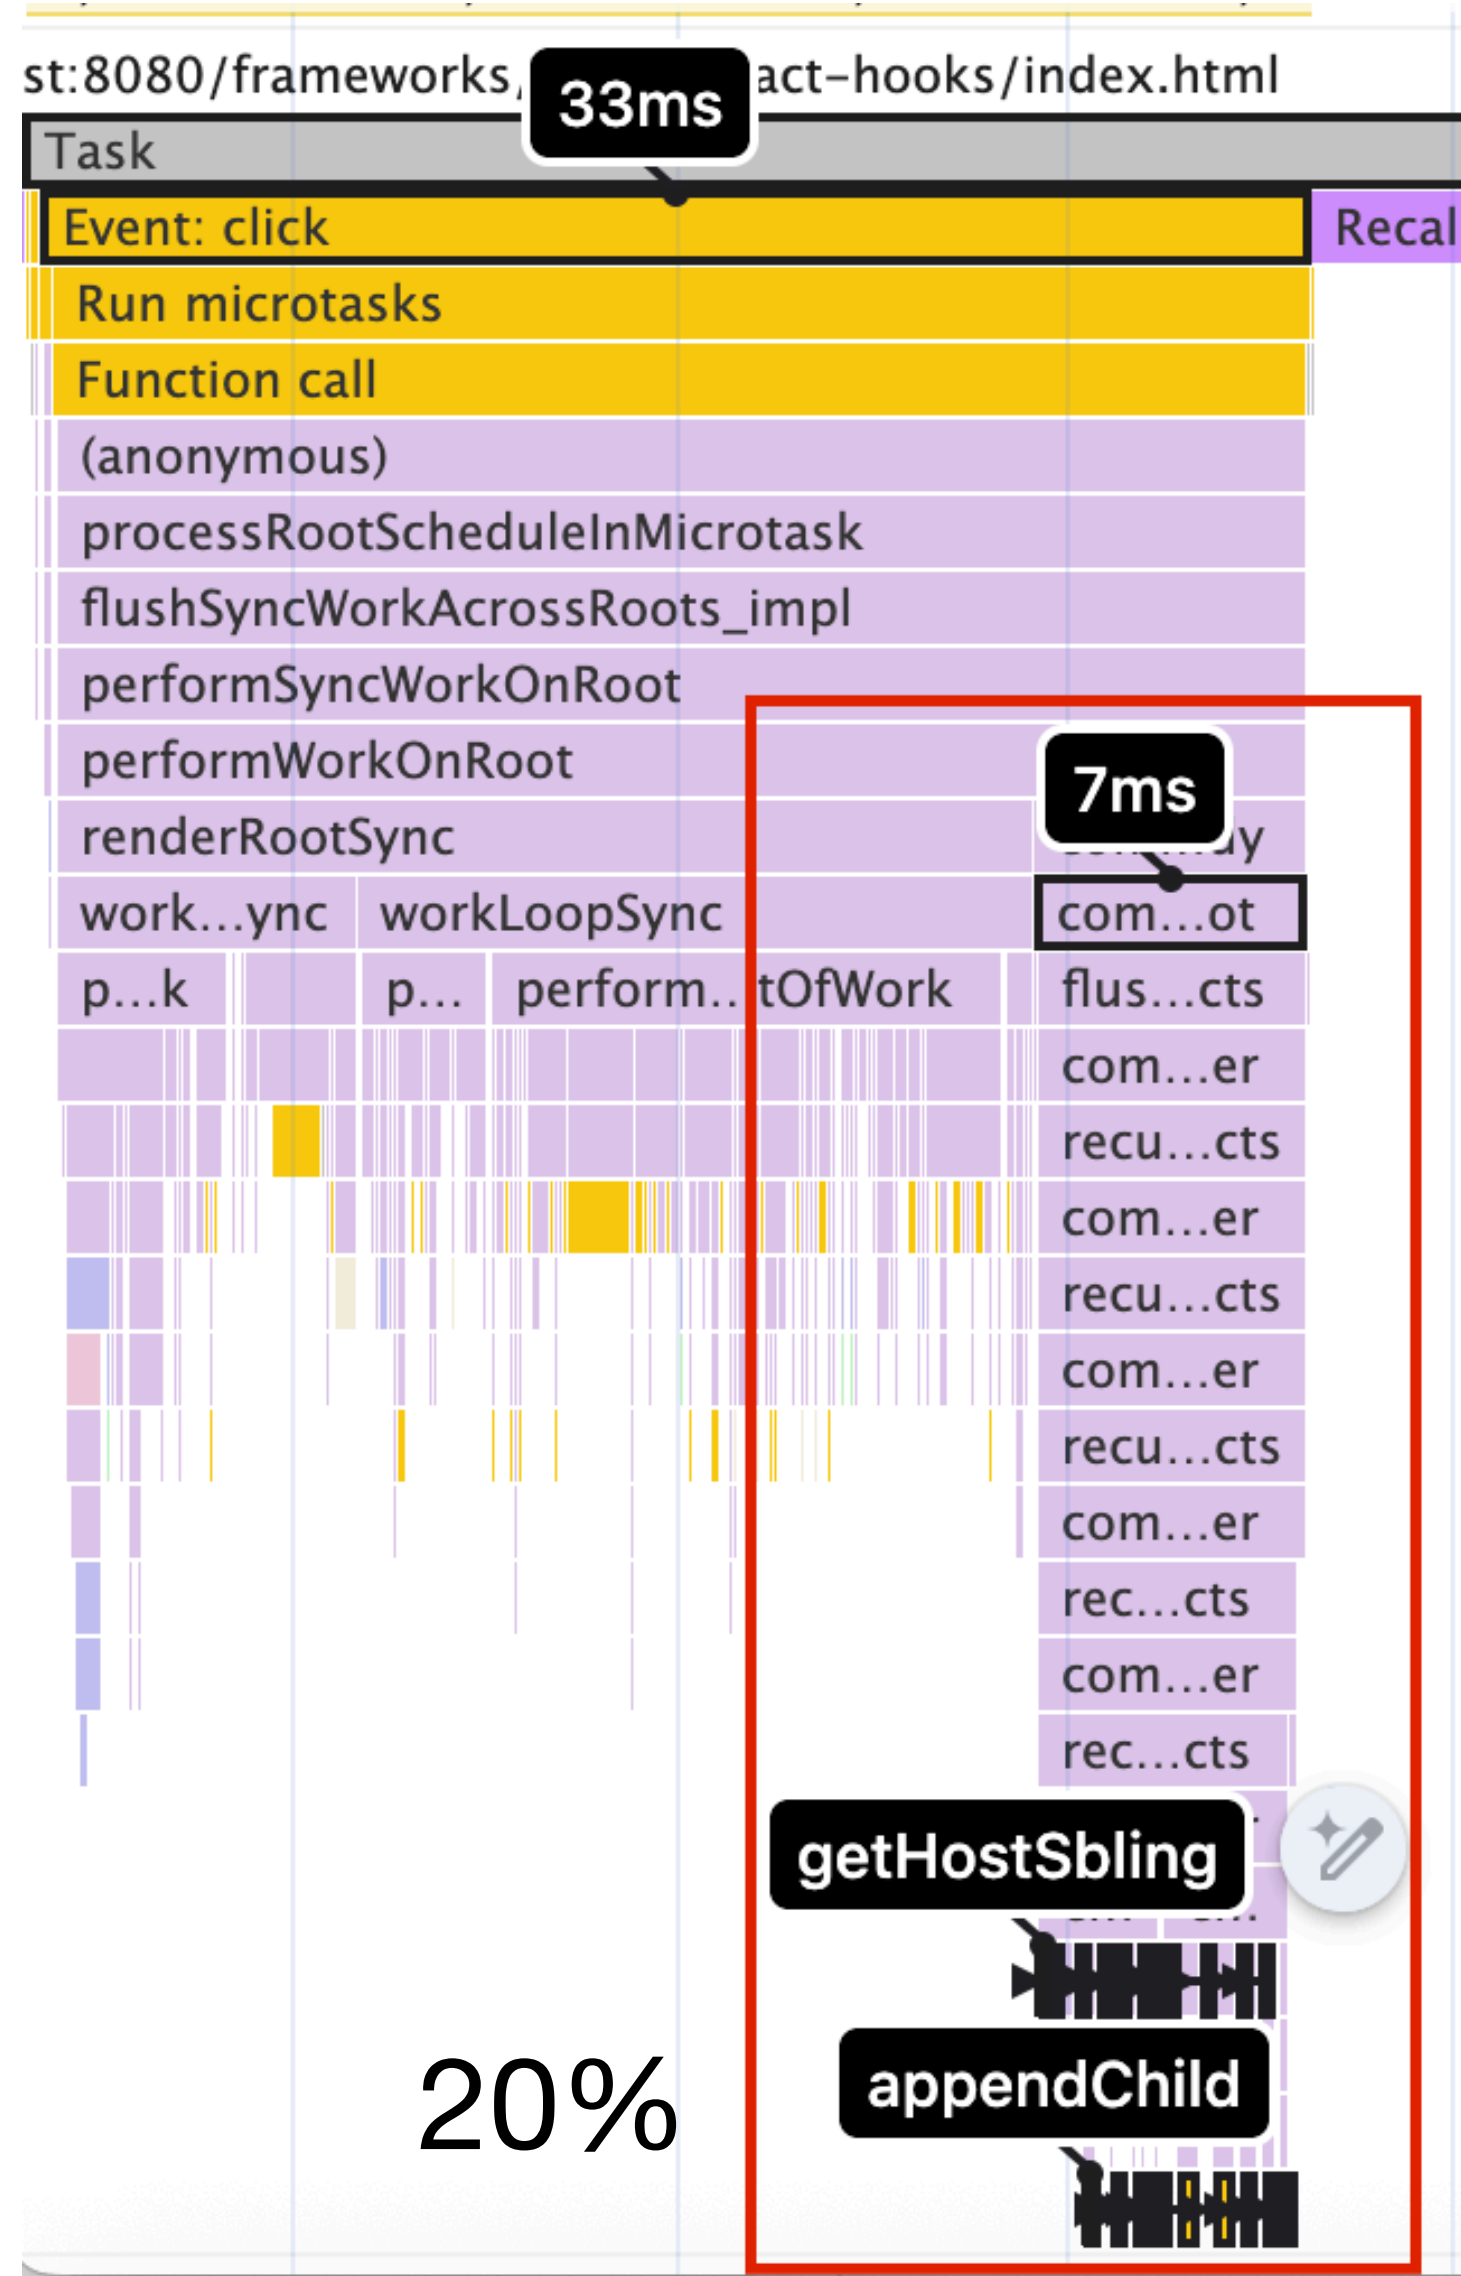 st:8080/frameworks/ act-hooks/index.html
33ms
Task
Event: click
Recal
Run microtasks
Function call
(anonymous)
processRootScheduleInMicrotask
flushSyncWorkAcrossRoots_impl
performSyncWorkOnRoot
performWorkOnRoot
7ms
renderRootSync
work...ync workLoopSync com...ot
p...k p... perform...tOfWork flus...cts
com...er
recu...cts
com...er
recu...cts
com...er
recu...cts
com...er
rec...cts
com...er
rec...cts
getHostSbling
appendChild
20%